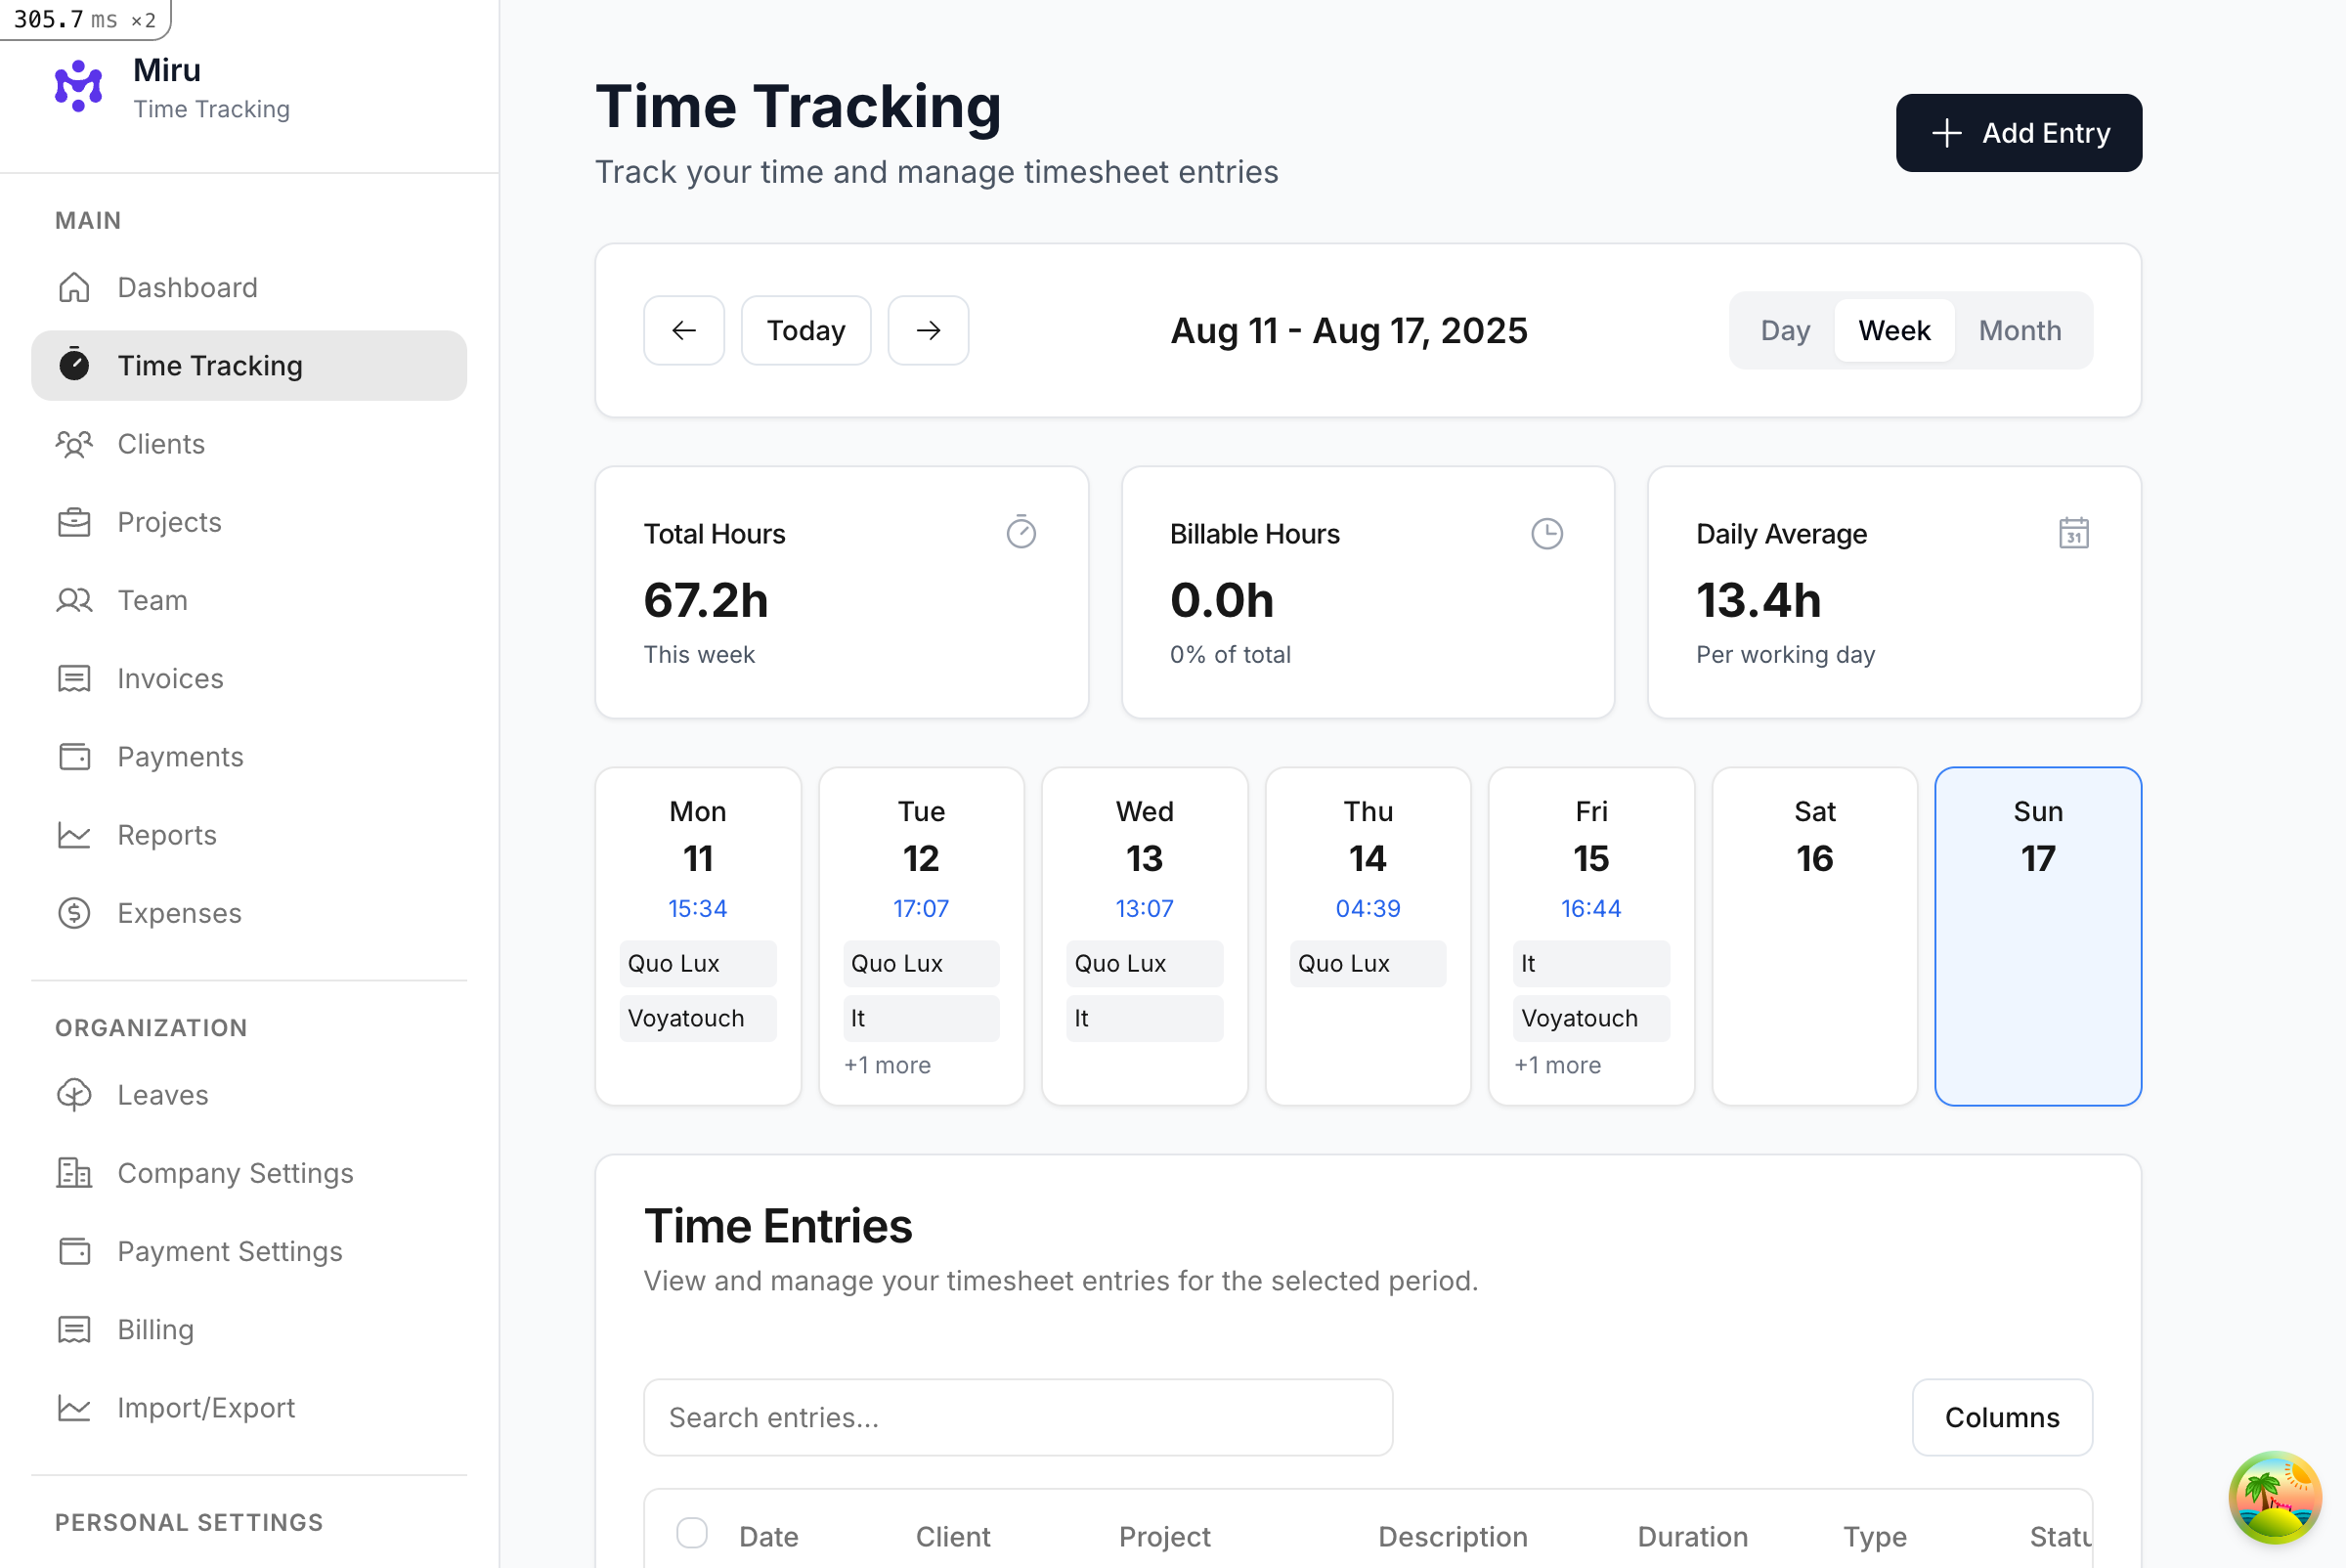 305.7 ms ×2
Miru
Time Tracking
MAIN
Dashboard
Time Tracking
Clients
Projects
Team
Invoices
Payments
Reports
Expenses
ORGANIZATION
Leaves
Company Settings
Payment Settings
Billing
Import/Export
PERSONAL SETTINGS
Time Tracking
Track your time and manage timesheet entries
Add Entry
Today
Aug 11 - Aug 17, 2025
Day Week Month
Total Hours
67.2h
This week
Billable Hours
0.0h
0% of total
Daily Average
31
13.4h
Per working day
Mon
11
15:34
Quo Lux
Voyatouch
Tue
12
17:07
Quo Lux
It
+1 more
Wed
13
13:07
Quo Lux
It
Thu
14
04:39
Quo Lux
Fri
15
16:44
It
Voyatouch
+1 more
Sat
16
Sun
17
Time Entries
View and manage your timesheet entries for the selected period.
Search entries...
Columns
Date Client Project Description Duration Type Statu